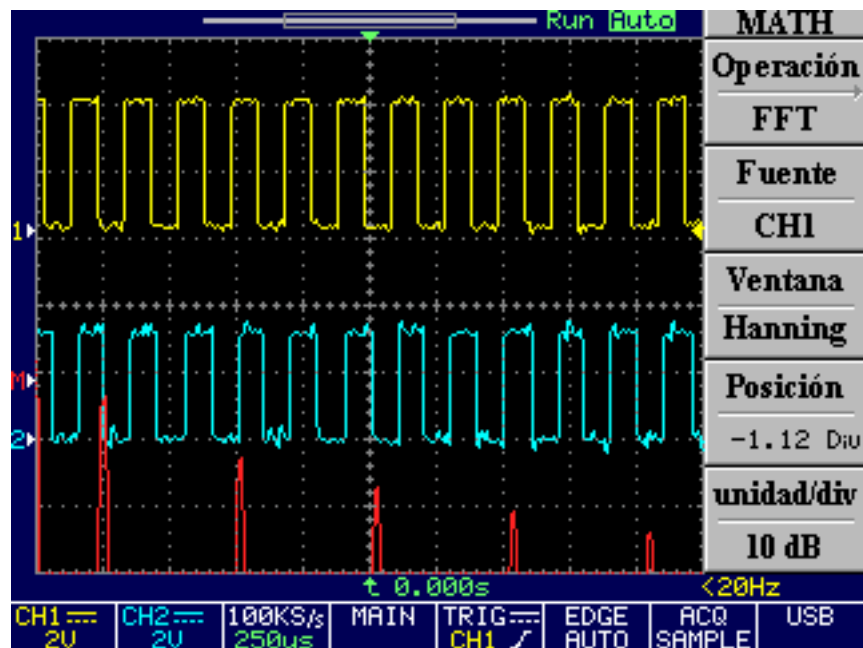 Run Auto
MATH
Operación
FFT
Fuente
CH1
Ventana
Hanning
Posición
-1.12 Div
unidad/div
10 dB
1
M
2
0.000s
<20Hz
CH1
2V
CH2
2V
100KS/s
250us
MAIN
TRIG
CH1
EDGE
AUTO
ACQ
SAMPLE
USB